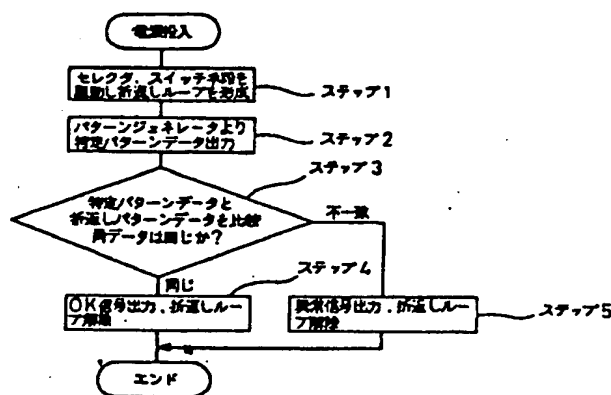 電源投入
セレクタ、スイッチ手段を
駆動し折返しループを形成
ステップ1
パターンジェネレータより
特定パターンデータ出力
ステップ2
ステップ3
特定パターンデータと
折返しパターンデータを比較
両データは同じか?
不一致
同じ
ステップ4
OK信号出力、折返しルー
プ解除
異常信号出力、折返しルー
プ解除
ステップ5
エンド